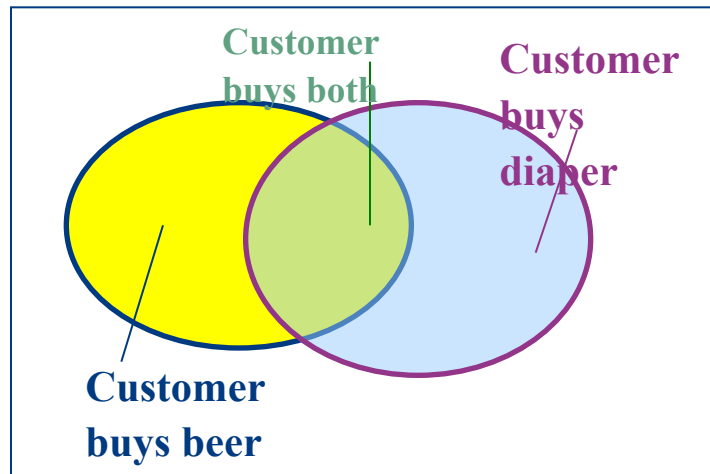 Customer
buys both
Customer
buys
diaper
Customer
buys beer